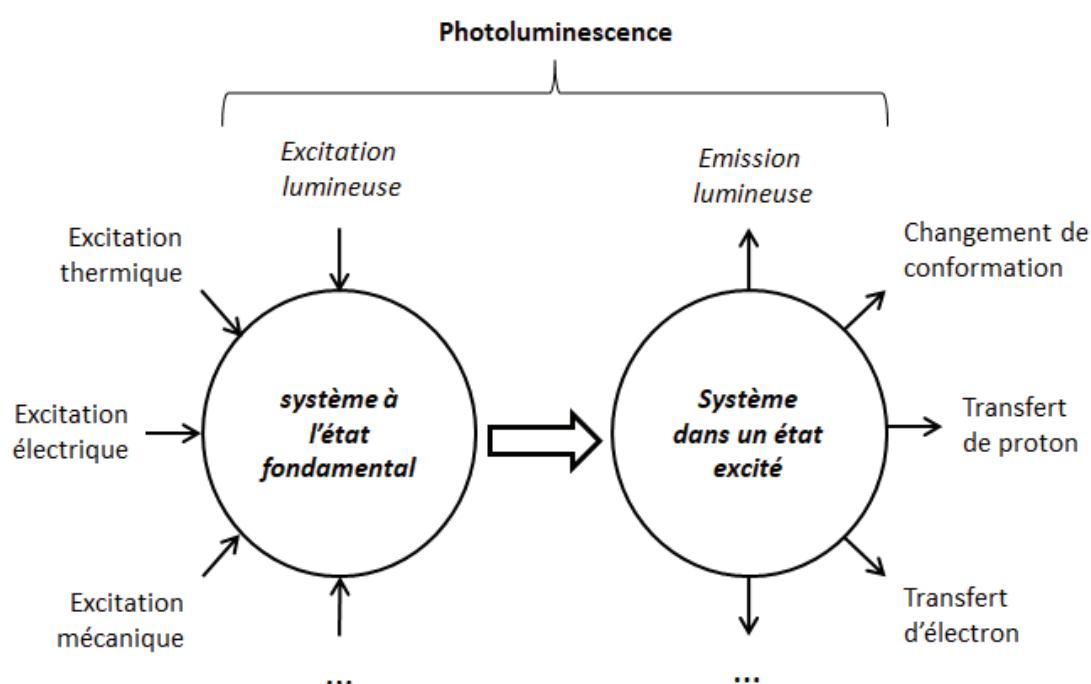 Photoluminescence
Excitation
lumineuse
Emission
lumineuse
Excitation
thermique
Changement de
conformation
Excitation
électrique
système à
l'état
fondamental
Système
dans un état
excité
Transfert
de proton
Excitation
mécanique
Transfert
d'électron
...
...